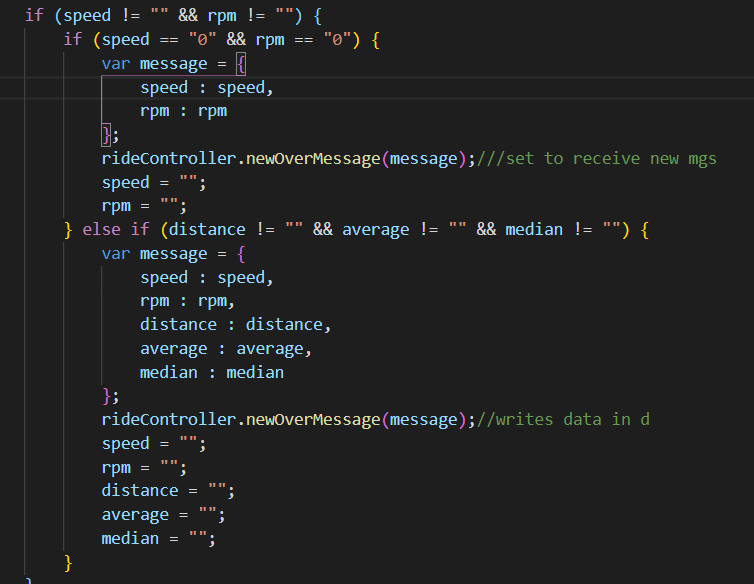 if (speed != "" && rpm != "") {
if (speed == "0" && rpm == "0") {
var message = {
speed : speed,
rpm : rpm
};
rideController.newOverMessage(message);///set to receive new mgs
speed = "";
rpm = "";
} else if (distance != "" && average != "" && median != "") {
var message = {
speed : speed,
rpm : rpm,
distance : distance,
average : average,
median : median
};
rideController.newOverMessage(message);//writes data in d
speed = "";
rpm = "";
distance = "";
average = "";
median = "";
}
}